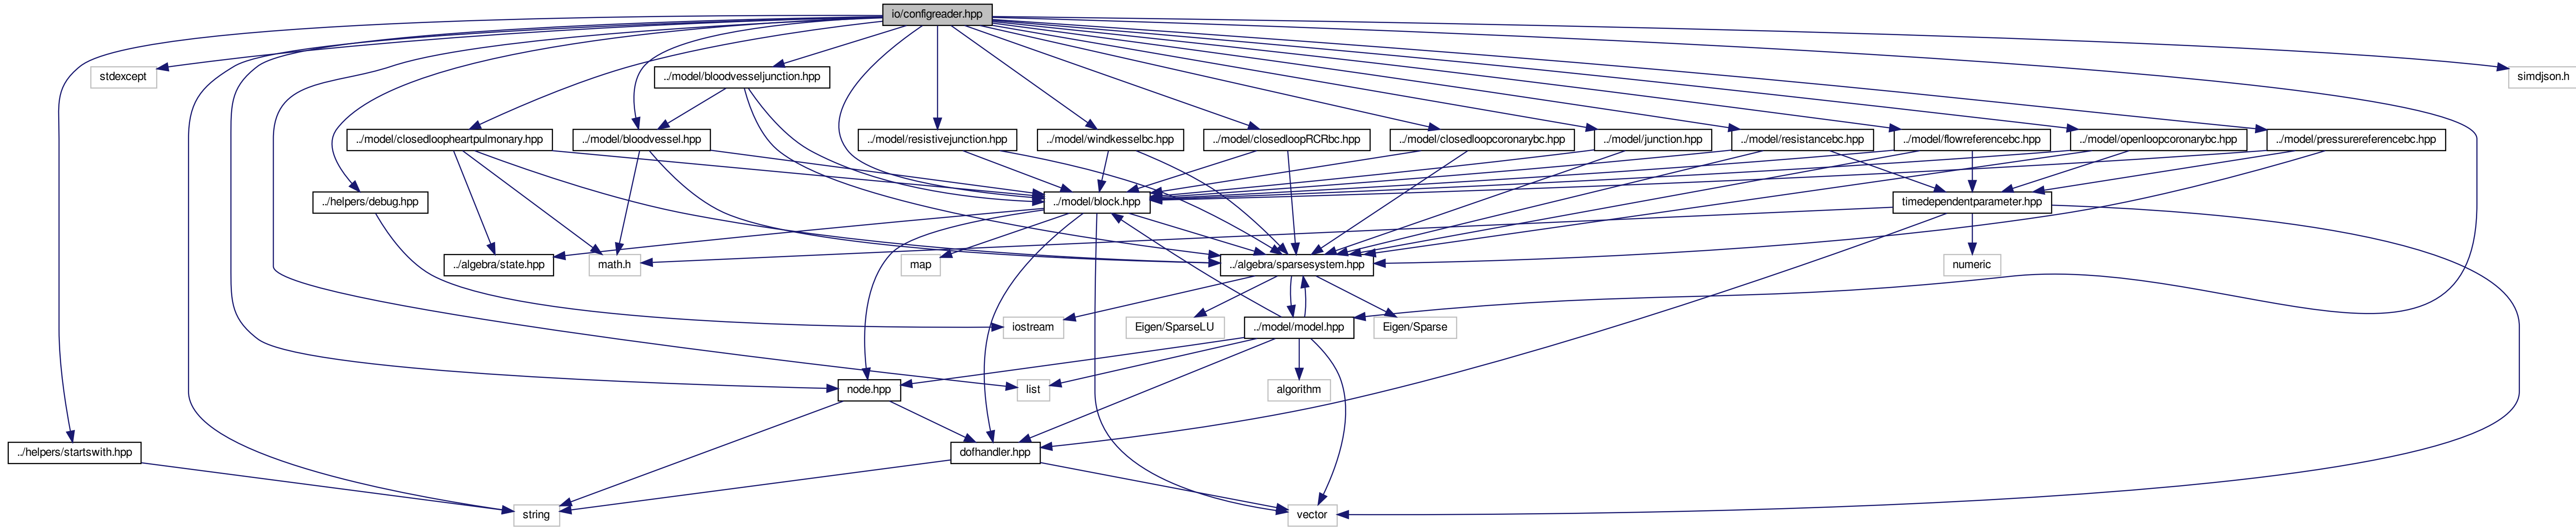 io/configreader.hpp
stdexcept
../model/bloodvesseljunction.hpp
simdjson.h
../model/closedloopheartpulmonary.hpp
../model/bloodvessel.hpp
../model/resistivejunction.hpp
../model/windkesselbc.hpp
../model/closedloopRCRbc.hpp
../model/closedloopcoronarybc.hpp
../model/junction.hpp
../model/resistancebc.hpp
../model/flowreferencebc.hpp
../model/openloopcoronarybc.hpp
../model/pressurereferencebc.hpp
../helpers/debug.hpp
../model/block.hpp
timedependentparameter.hpp
../algebra/state.hpp
math.h
map
../algebra/sparsesystem.hpp
numeric
iostream
Eigen/SparseLU
../model/model.hpp
Eigen/Sparse
node.hpp
list
algorithm
../helpers/startswith.hpp
dofhandler.hpp
string
vector